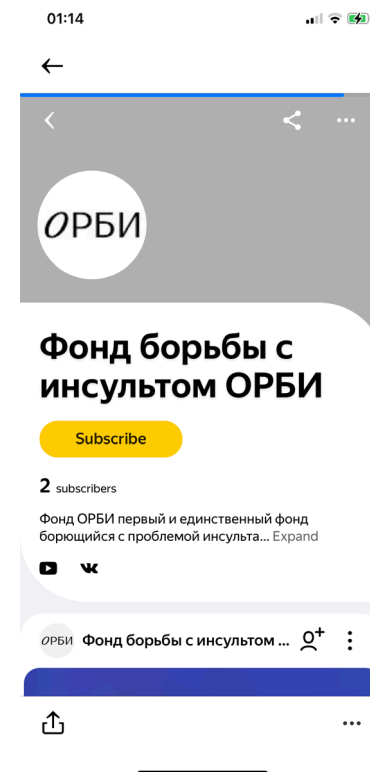 01:14
ОРБИ
Фонд борьбы с
инсультом ОРБИ
Subscribe
2 subscribers
Фонд ОРБИ первый и единственный фонд
борющийся с проблемой инсульта... Expand
ОРБИ Фонд борьбы с инсультом ...